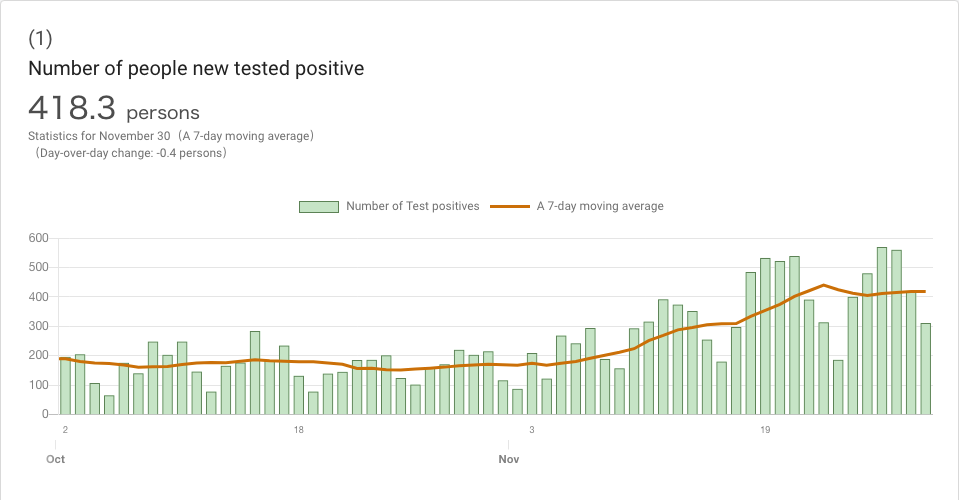 (1)
Number of people new tested positive
418.3 persons
Statistics for November 30（A 7-day moving average）
（Day-over-day change: -0.4 persons）
Number of Test positives A 7-day moving average
600
500
400
300
200
100
0
2 18 3 19
Oct Nov